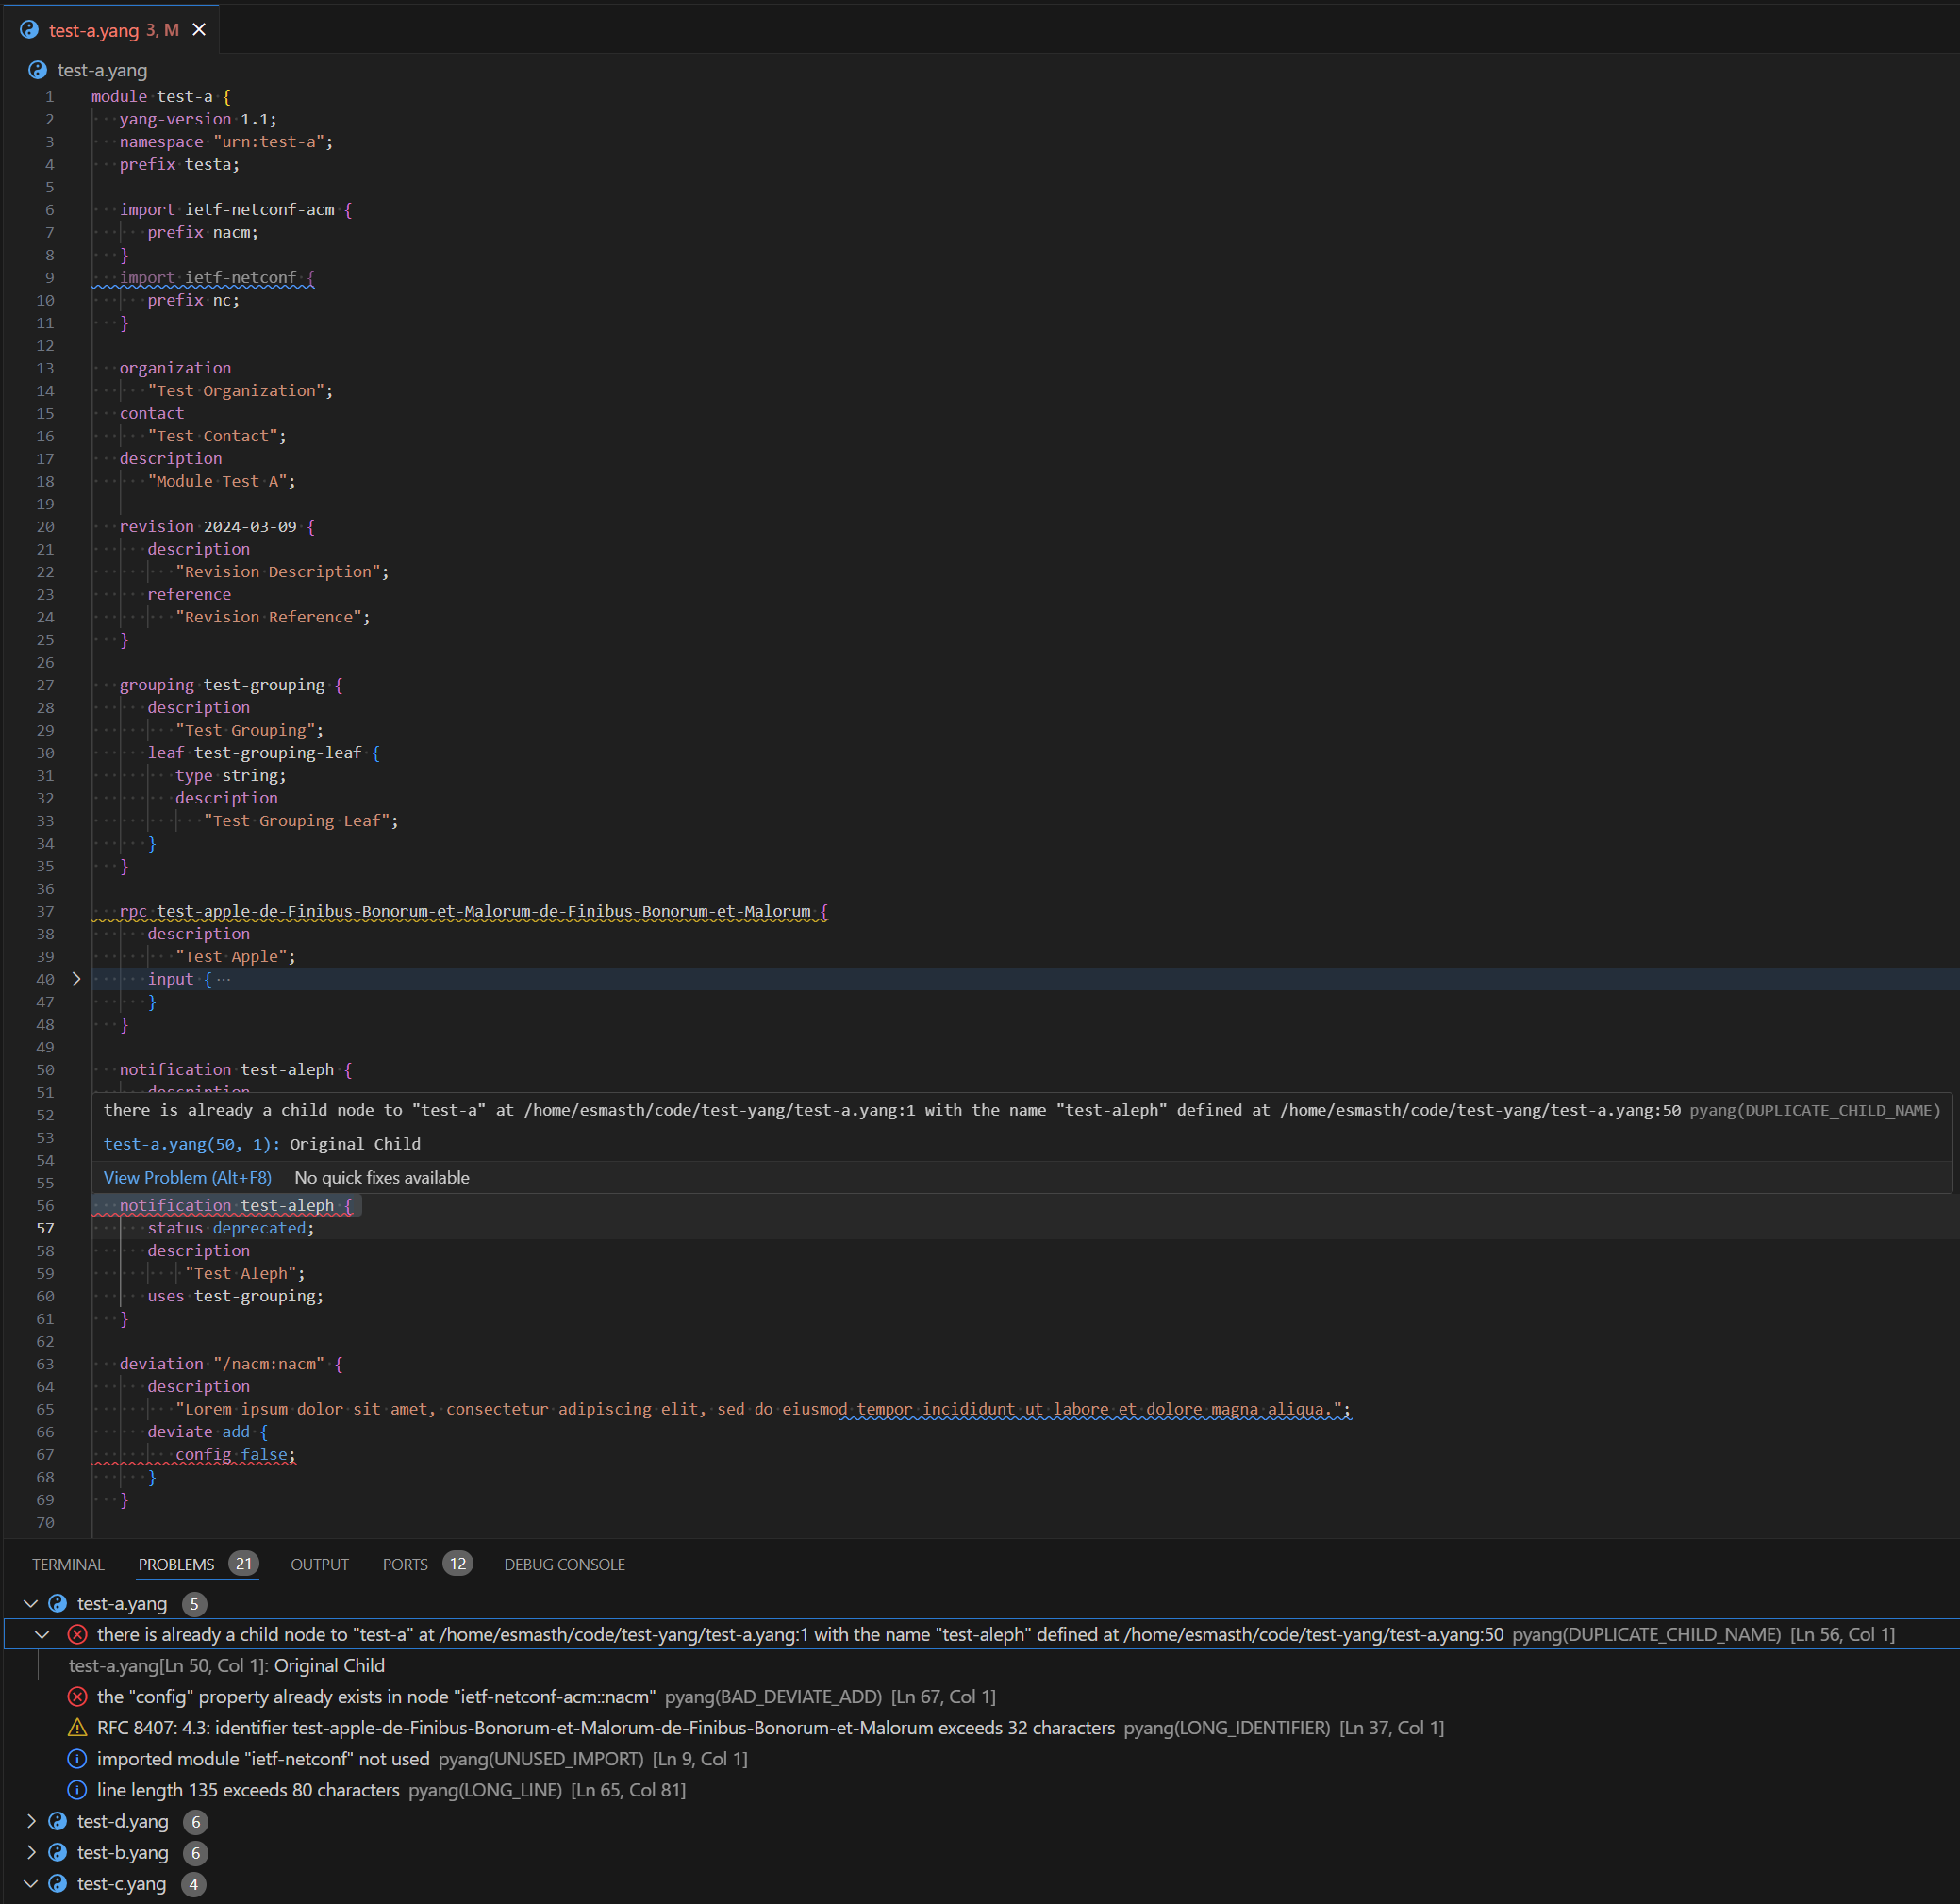 test-a.yang 3, M
test-a.yang
1 module test-a {
2 yang-version 1.1;
3 namespace "urn:test-a";
4 prefix testa;
5
6 import ietf-netconf-acm {
7 prefix nacm;
8 }
9 import ietf-netconf {
10 prefix nc;
11 }
12
13 organization
14 "Test Organization";
15 contact
16 "Test Contact";
17 description
18 "Module Test A";
19
20 revision 2024-03-09 {
21 description
22 "Revision Description";
23 reference
24 "Revision Reference";
25 }
26
27 grouping test-grouping {
28 description
29 "Test Grouping";
30 leaf test-grouping-leaf {
31 type string;
32 description
33 "Test Grouping Leaf";
34 }
35 }
36
37 rpc test-apple-de-Finibus-Bonorum-et-Malorum-de-Finibus-Bonorum-et-Malorum {
38 description
39 "Test Apple";
40 input { ⋯
47 }
48 }
49
50 notification test-aleph {
51 description
52
53
54
55
there is already a child node to "test-a" at /home/esmasth/code/test-yang/test-a.yang:1 with the name "test-aleph" defined at /home/esmasth/code/test-yang/test-a.yang:50 pyang(DUPLICATE_CHILD_NAME)
test-a.yang(50, 1): Original Child
View Problem (Alt+F8) No quick fixes available
56 notification test-aleph {
57 status deprecated;
58 description
59 "Test Aleph";
60 uses test-grouping;
61 }
62
63 deviation "/nacm:nacm" {
64 description
65 "Lorem ipsum dolor sit amet, consectetur adipiscing elit, sed do eiusmod tempor incididunt ut labore et dolore magna aliqua.";
66 deviate add {
67 config false;
68 }
69 }
70
TERMINAL PROBLEMS 21 OUTPUT PORTS 12 DEBUG CONSOLE
test-a.yang 5
there is already a child node to "test-a" at /home/esmasth/code/test-yang/test-a.yang:1 with the name "test-aleph" defined at /home/esmasth/code/test-yang/test-a.yang:50 pyang(DUPLICATE_CHILD_NAME) [Ln 56, Col 1]
test-a.yang[Ln 50, Col 1]: Original Child
the "config" property already exists in node "ietf-netconf-acm::nacm" pyang(BAD_DEVIATE_ADD) [Ln 67, Col 1]
RFC 8407: 4.3: identifier test-apple-de-Finibus-Bonorum-et-Malorum-de-Finibus-Bonorum-et-Malorum exceeds 32 characters pyang(LONG_IDENTIFIER) [Ln 37, Col 1]
imported module "ietf-netconf" not used pyang(UNUSED_IMPORT) [Ln 9, Col 1]
line length 135 exceeds 80 characters pyang(LONG_LINE) [Ln 65, Col 81]
test-d.yang 6
test-b.yang 6
test-c.yang 4